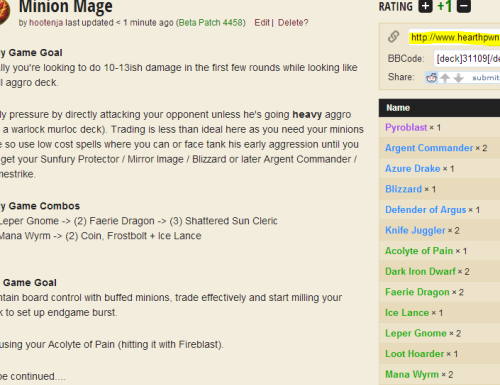 Minion Mage
by hootenja last updated < 1 minute ago (Beta Patch 4458) Edit | Delete?
y Game Goal
lly you're looking to do 10-13ish damage in the first few rounds while looking like
l aggro deck.
ly pressure by directly attacking your opponent unless he's going heavy aggro
a warlock murloc deck). Trading is less than ideal here as you need your minions
e so use low cost spells where you can or face tank his early aggression until you
get your Sunfury Protector / Mirror Image / Blizzard or later Argent Commander /
mestrike.
y Game Combos
Leper Gnome -> (2) Faerie Dragon -> (3) Shattered Sun Cleric
Mana Wyrm -> (2) Coin, Frostbolt + Ice Lance
Game Goal
ntain board control with buffed minions, trade effectively and start milling your
k to set up endgame burst.
using your Acolyte of Pain (hitting it with Fireblast).
be continued....
RATING + +1 −
http://www.hearthpwn
BBCode: [deck]31109[/de
Share: submit
Name
Pyroblast × 1
Argent Commander × 2
Azure Drake × 1
Blizzard × 1
Defender of Argus × 1
Knife Juggler × 2
Acolyte of Pain × 1
Dark Iron Dwarf × 2
Faerie Dragon × 2
Ice Lance × 1
Leper Gnome × 2
Loot Hoarder × 1
Mana Wyrm × 2